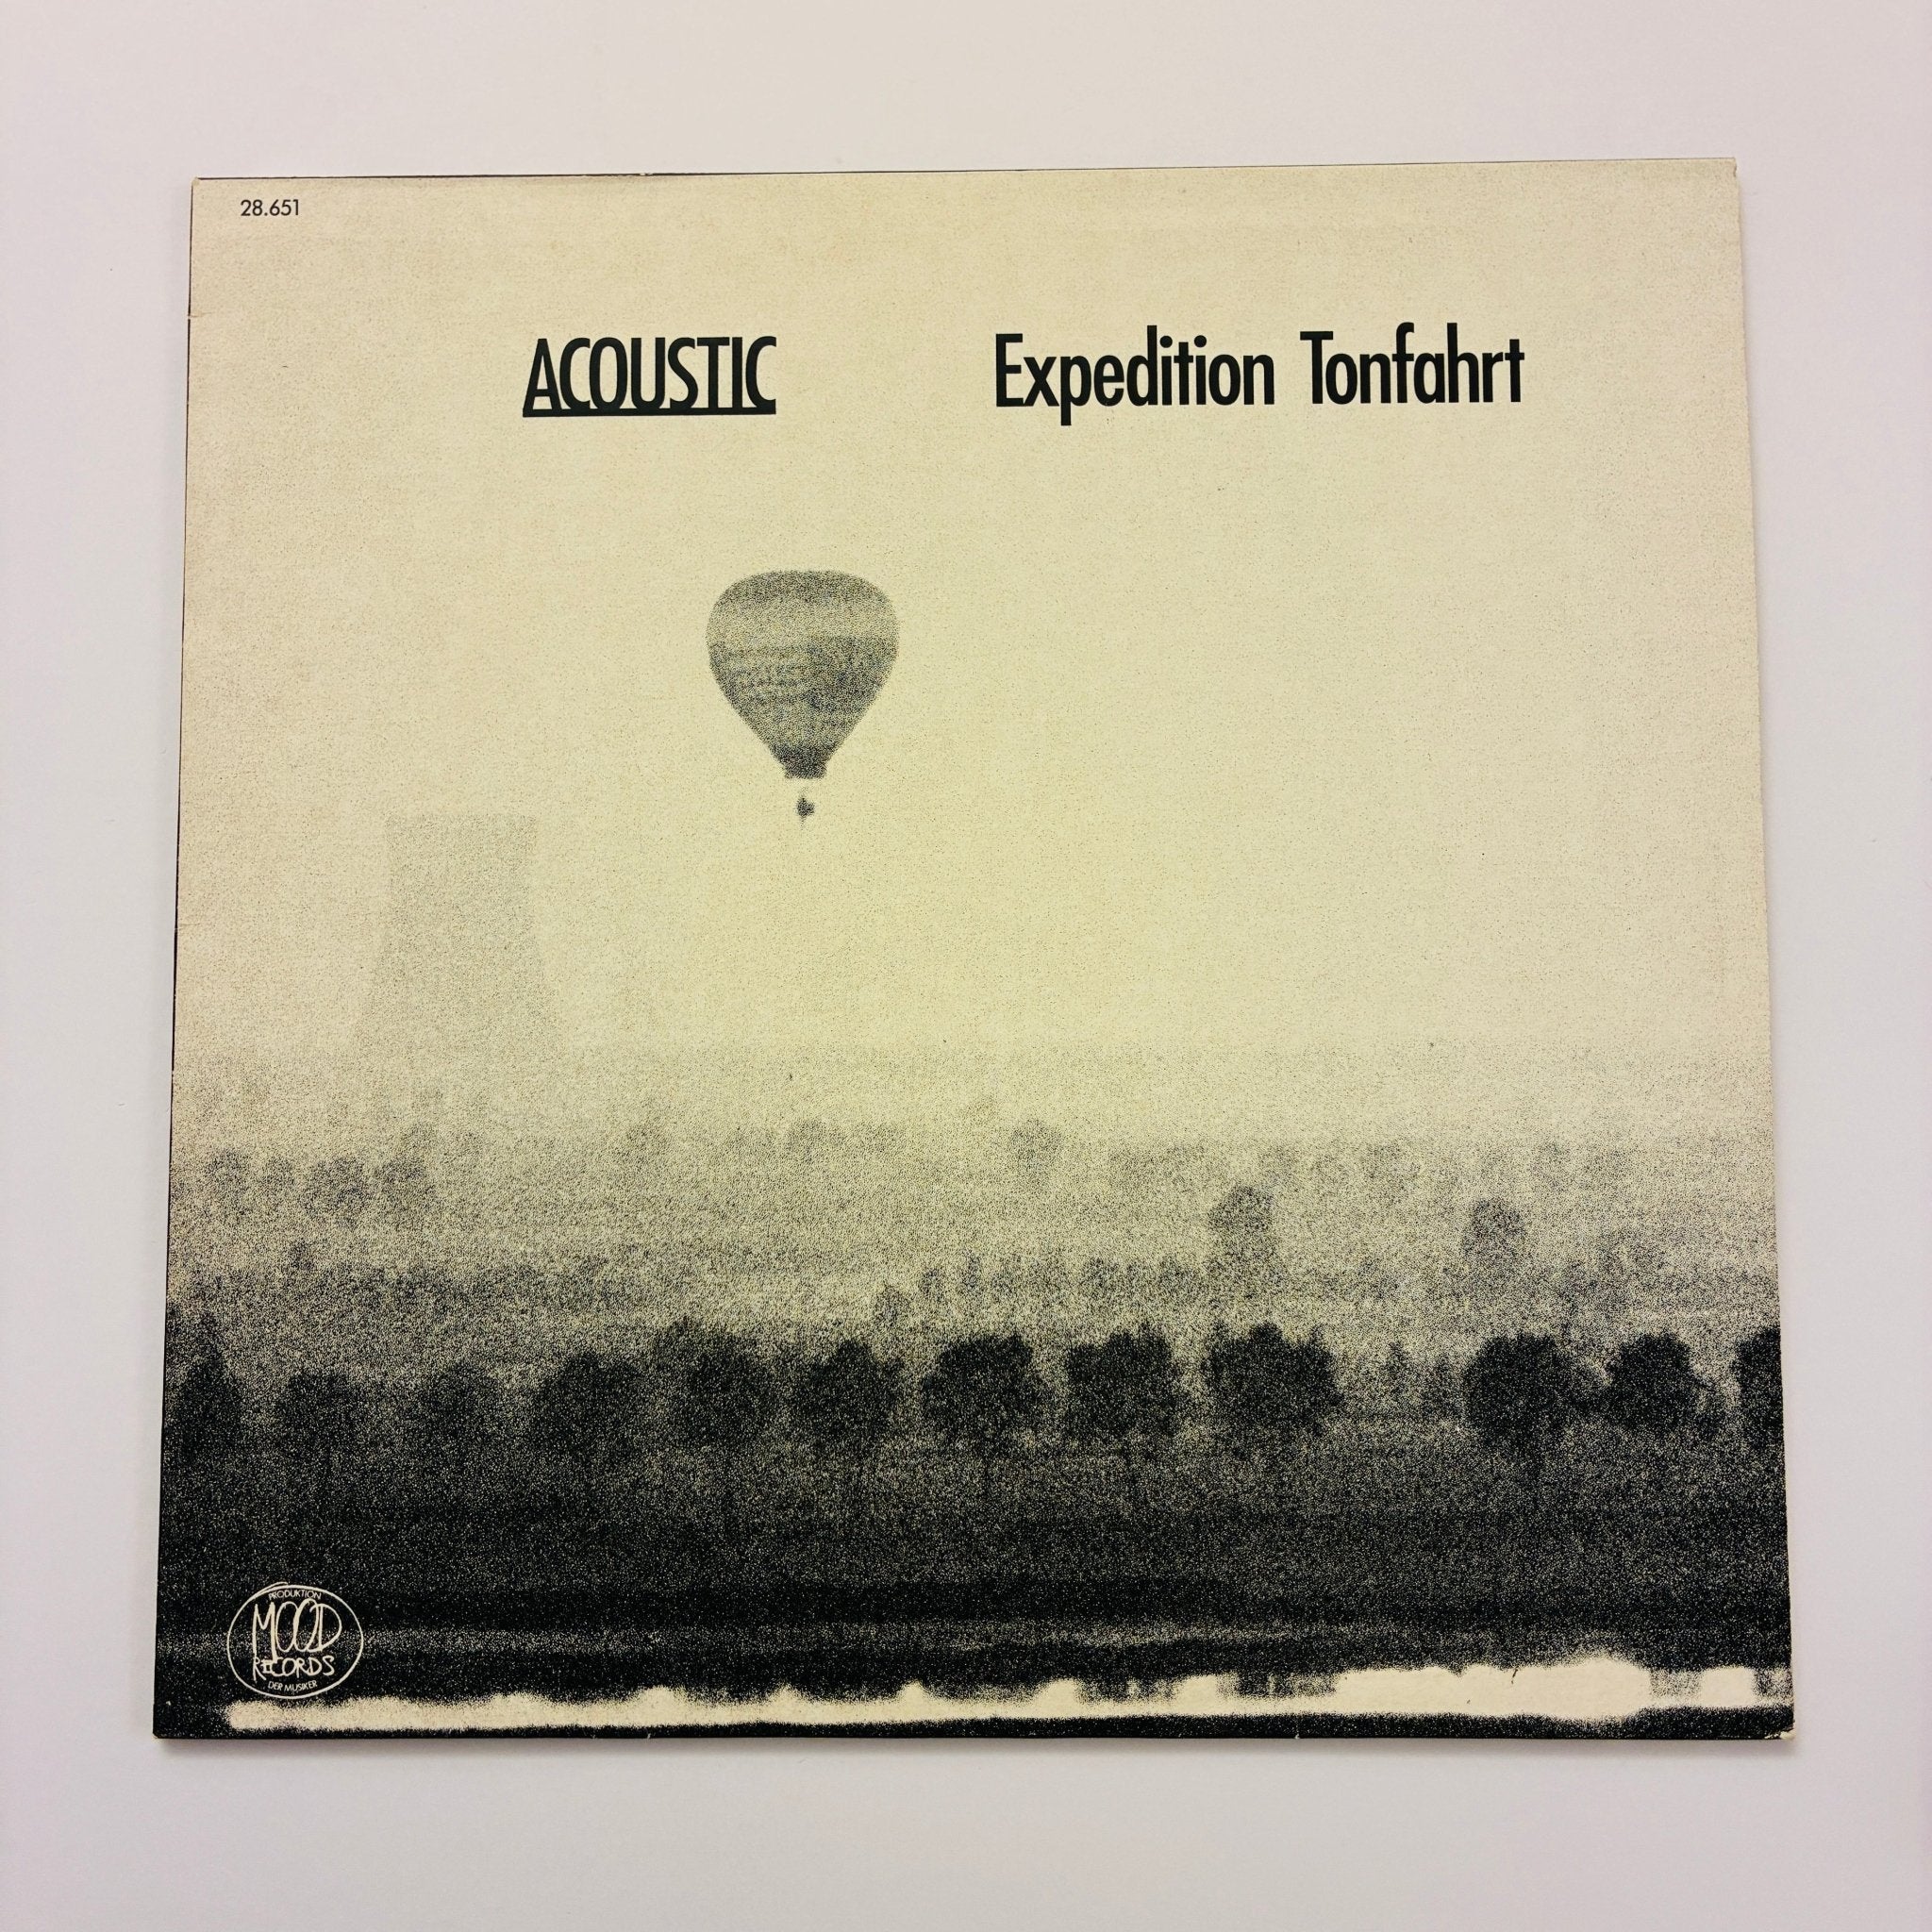 28.651
ACOUSTIC Expedition Tonfahrt
PRODUKTION
MOOD
RECORDS
DER MUSIKER